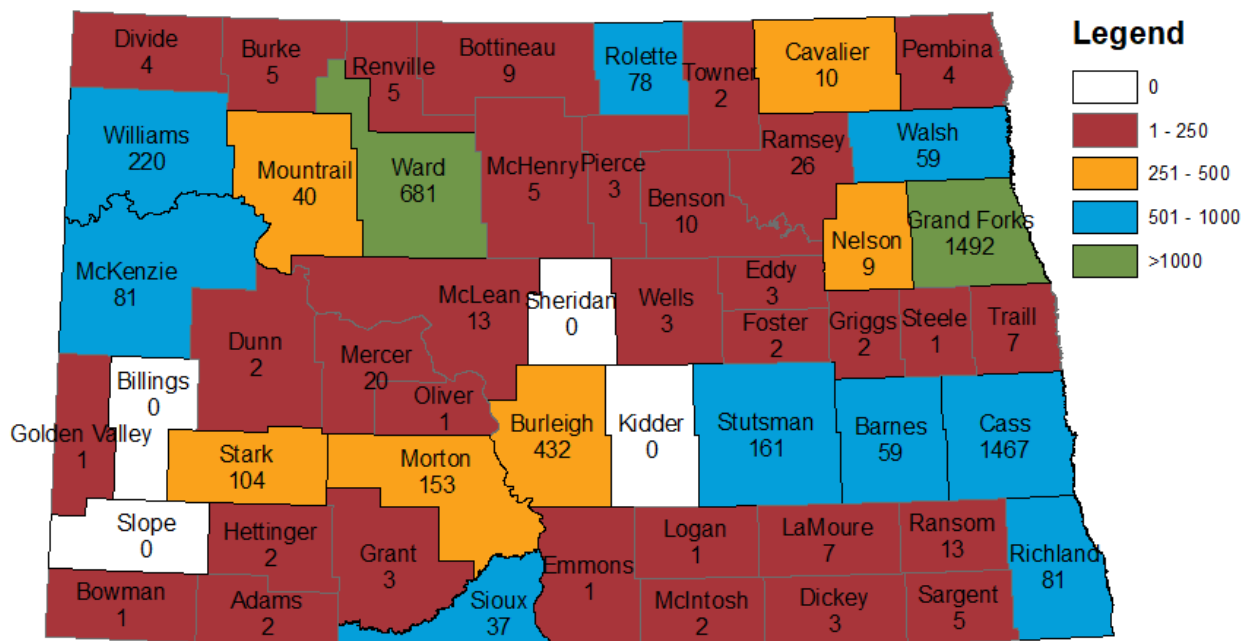 Divide
4
Burke
5
Renville
5
Bottineau
9
Rolette
78
Towner
2
Cavalier
10
Pembina
4
Williams
220
Mountrail
40
Ward
681
McHenry
5
Pierce
3
Benson
10
Ramsey
26
Walsh
59
Nelson
9
Grand Forks
1492
McKenzie
81
Dunn
2
McLean
13
Mercer
20
Oliver
1
Sheridan
0
Wells
3
Eddy
3
Foster
2
Griggs
2
Steele
1
Traill
7
Golden Valley
1
Billings
0
Stark
104
Morton
153
Burleigh
432
Kidder
0
Stutsman
161
Barnes
59
Cass
1467
Slope
0
Hettinger
2
Grant
3
Bowman
1
Adams
2
Sioux
37
Emmons
1
Logan
1
McIntosh
2
LaMoure
7
Dickey
3
Ransom
13
Sargent
5
Richland
81
Legend
0
1 - 250
251 - 500
501 - 1000
>1000